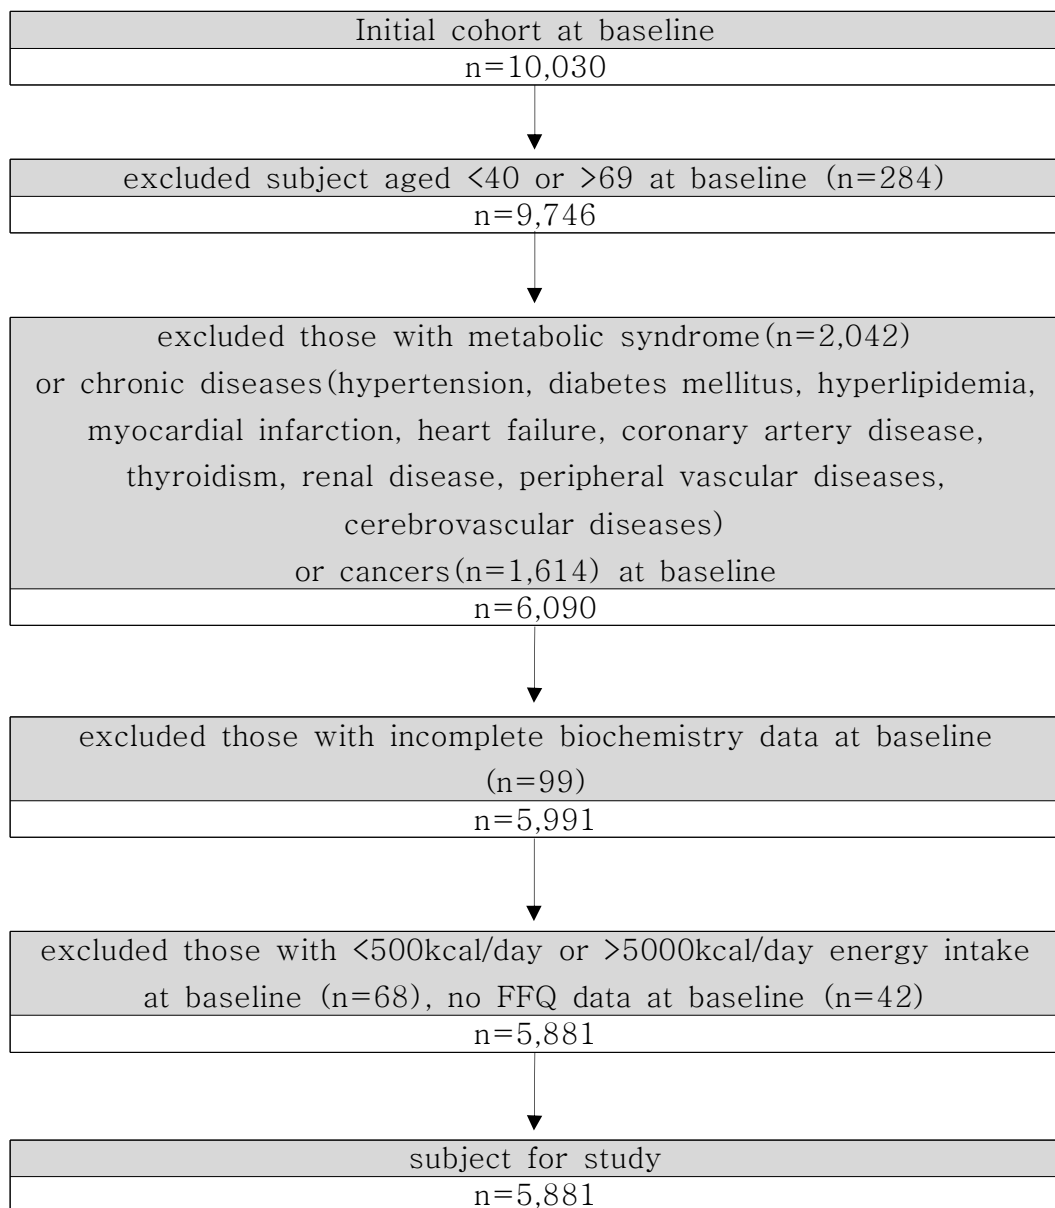 Initial cohort at baseline
n=10,030
excluded subject aged <40 or >69 at baseline (n=284)
n=9,746
excluded those with metabolic syndrome(n=2,042)
or chronic diseases(hypertension, diabetes mellitus, hyperlipidemia,
myocardial infarction, heart failure, coronary artery disease,
thyroidism, renal disease, peripheral vascular diseases,
cerebrovascular diseases)
or cancers(n=1,614) at baseline
n=6,090
excluded those with incomplete biochemistry data at baseline
(n=99)
n=5,991
excluded those with <500kcal/day or >5000kcal/day energy intake
at baseline (n=68), no FFQ data at baseline (n=42)
n=5,881
subject for study
n=5,881